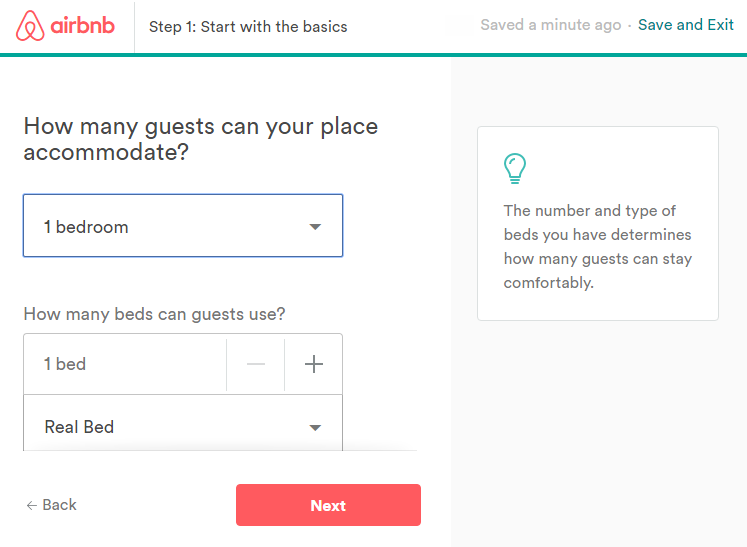 airbnb
Step 1: Start with the basics
Saved a minute ago · Save and Exit
How many guests can your place
accommodate?
1 bedroom
The number and type of
beds you have determines
how many guests can stay
comfortably.
How many beds can guests use?
1 bed
Real Bed
← Back
Next